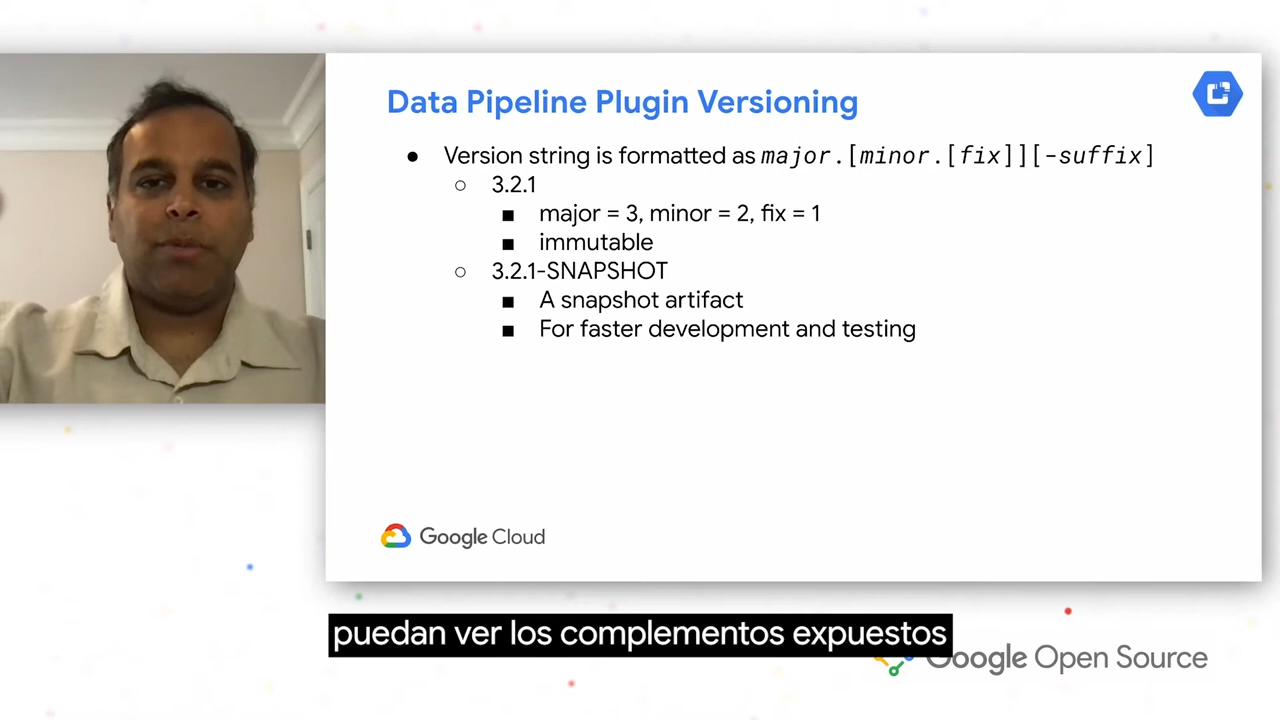 Data Pipeline Plugin Versioning
● Version string is formatted as major.[minor.[fix]][-suffix]
○ 3.2.1
■ major = 3, minor = 2, fix = 1
■ immutable
○ 3.2.1-SNAPSHOT
■ A snapshot artifact
■ For faster development and testing
Google Cloud
puedan ver los complementos expuestos
Google Open Source